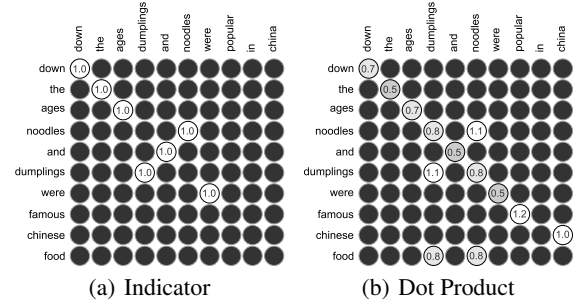 down the ages dumplings and noodles were popular in china
down the ages dumplings and noodles were popular in china
down 1.0
down 0.7
the 1.0
the 0.5
ages 1.0
ages 0.7
noodles 1.0
noodles 0.8 1.1
and 1.0
and 0.5
dumplings 1.0
dumplings 1.1 0.8
were 1.0
were 0.5
famous
famous 1.2
chinese
chinese 1.0
food
food 0.8 0.8
(a) Indicator
(b) Dot Product